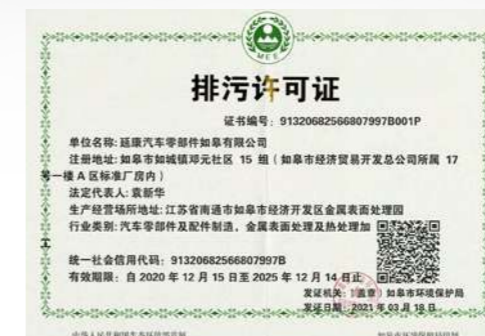 MEE
排污许可证
证书编号：91320682566807997B001P
单位名称：延康汽车零部件如皋有限公司
注册地址：如皋市如城镇邓元社区 15 组（如皋市经济贸易开发总公司所属 17
号一楼 A 区标准厂房内）
法定代表人：袁新华
生产经营场所地址：江苏省南通市如皋市经济开发区金属表面处理园
行业类别：汽车零部件及配件制造，金属表面处理及热处理加
工
统一社会信用代码：91320682566807997B
有效期限：自 2020 年 12 月 15 日至 2025 年 12 月 14 日止
发证机关：（盖章）如皋市环境保护局
发证日期：2021 年 03 月 18 日